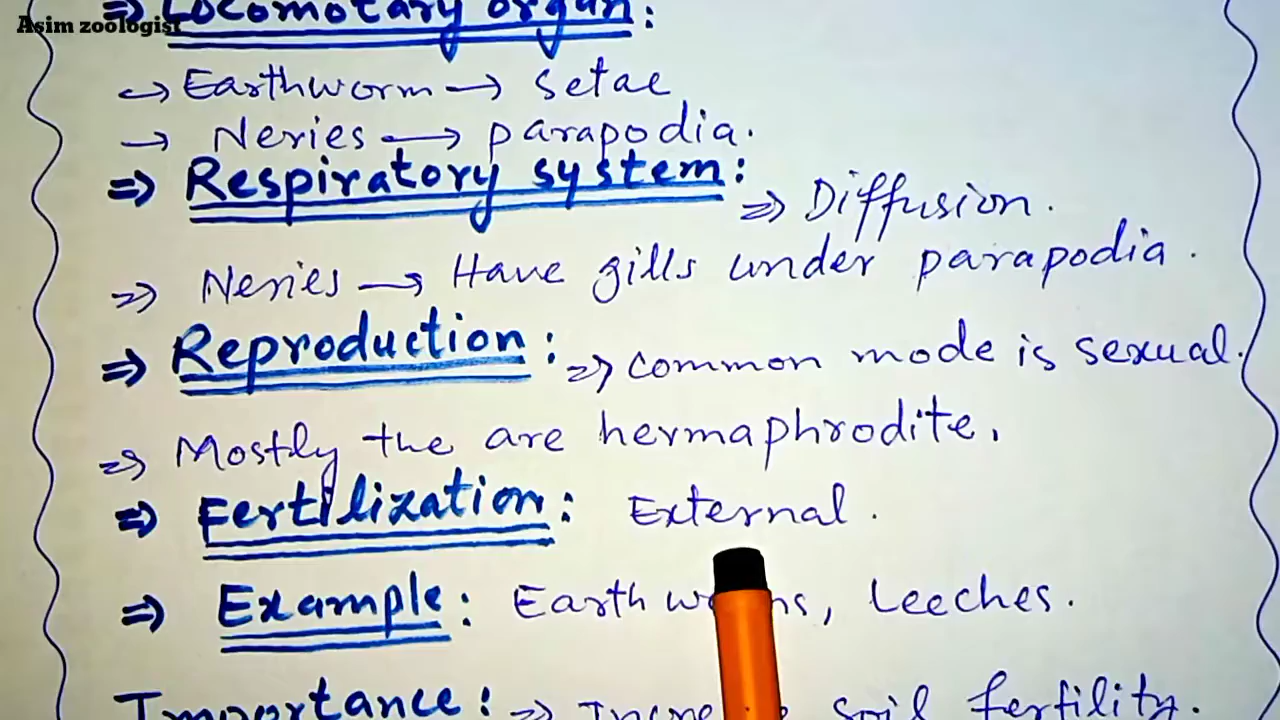 ⇒ Locomotary organ:
Asim zoologist
↪ Earthworm → Setae
→ Neries → parapodia.
⇒ Respiratory system: ⇒ Diffusion.
⇒ Neries → Have gills under parapodia.
⇒ Reproduction: ⇒ common mode is sexual.
⇒ Mostly the are hermaphrodite.
⇒ Fertilization: External.
⇒ Example: Leeches.
Importance: ⇒ soil fertility.